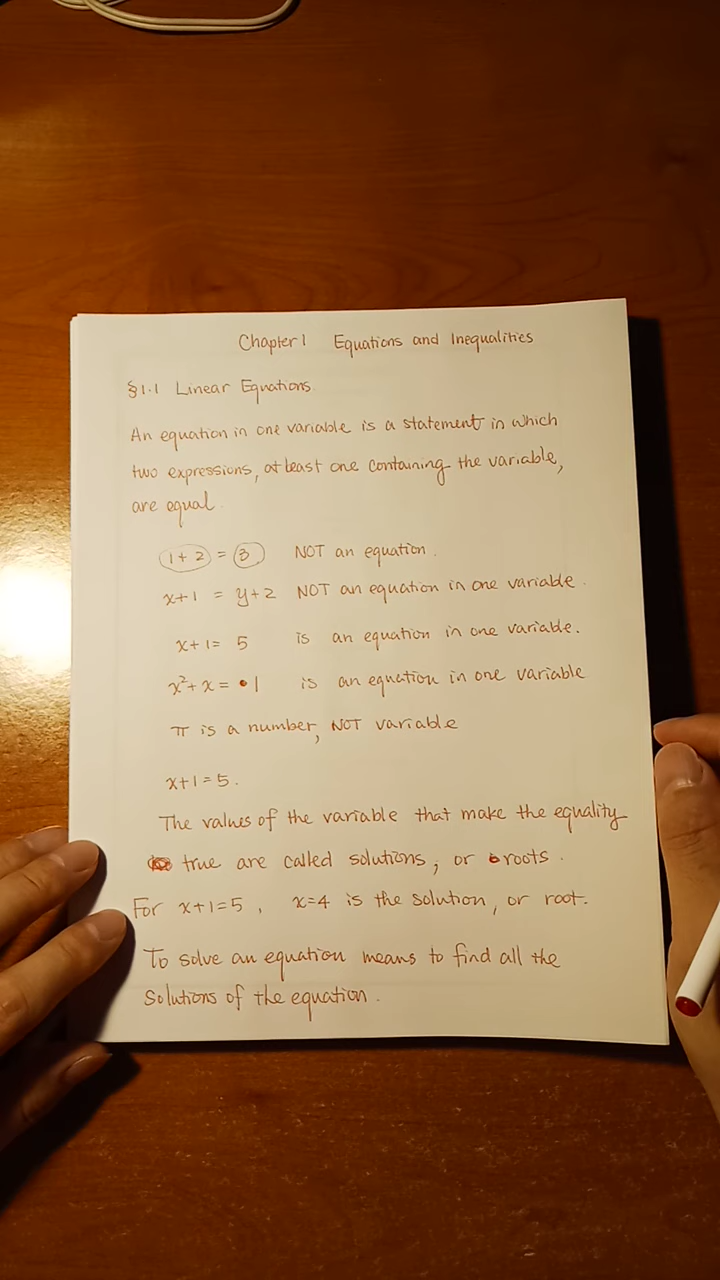 Chapter 1 Equations and Inequalities
§1.1 Linear Equations
An equation in one variable is a statement in which
two expressions, at least one containing the variable,
are equal.
1+2 = 3 NOT an equation.
x+1 = y+2 NOT an equation in one variable.
x+1 = 5 is an equation in one variable.
x²+x = 1 is an equation in one variable
π is a number, NOT variable
x+1=5.
The values of the variable that make the equality
true are called solutions, or roots.
For x+1=5, x=4 is the solution, or root.
To solve an equation means to find all the
solutions of the equation.